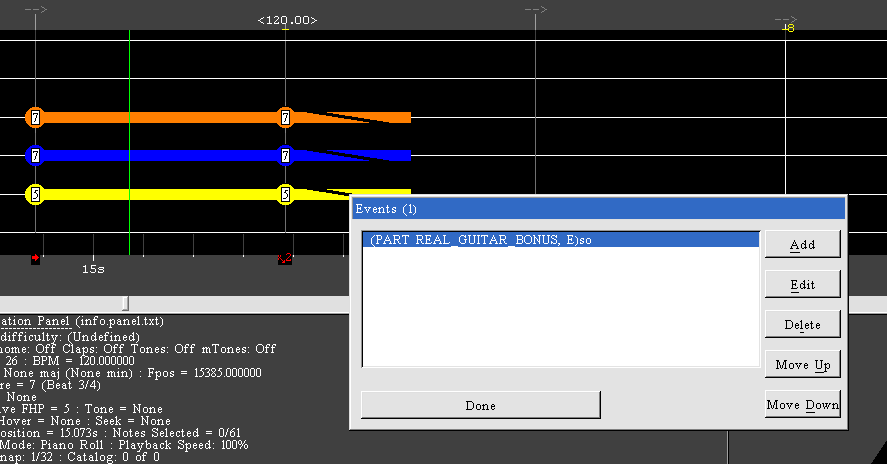 --> --> -->
<120.00>
8
7 7
7 7
5 5
2
15s
Events (1)
(PART REAL_GUITAR_BONUS, E)so
Add
Edit
Delete
Move Up
Move Down
Done
ation Panel (info.panel.txt)
difficulty: (Undefined)
nome: Off Claps: Off Tones: Off mTones: Off
26 : BPM = 120.000000
None maj (None min) : Fpos = 15385.000000
re = 7 (Beat 3/4)
None
ve FHP = 5 : Tone = None
Hover = None : Seek = None
osition = 15.073s : Notes Selected = 0/61
Mode: Piano Roll : Playback Speed: 100%
nap: 1/32 : Catalog: 0 of 0